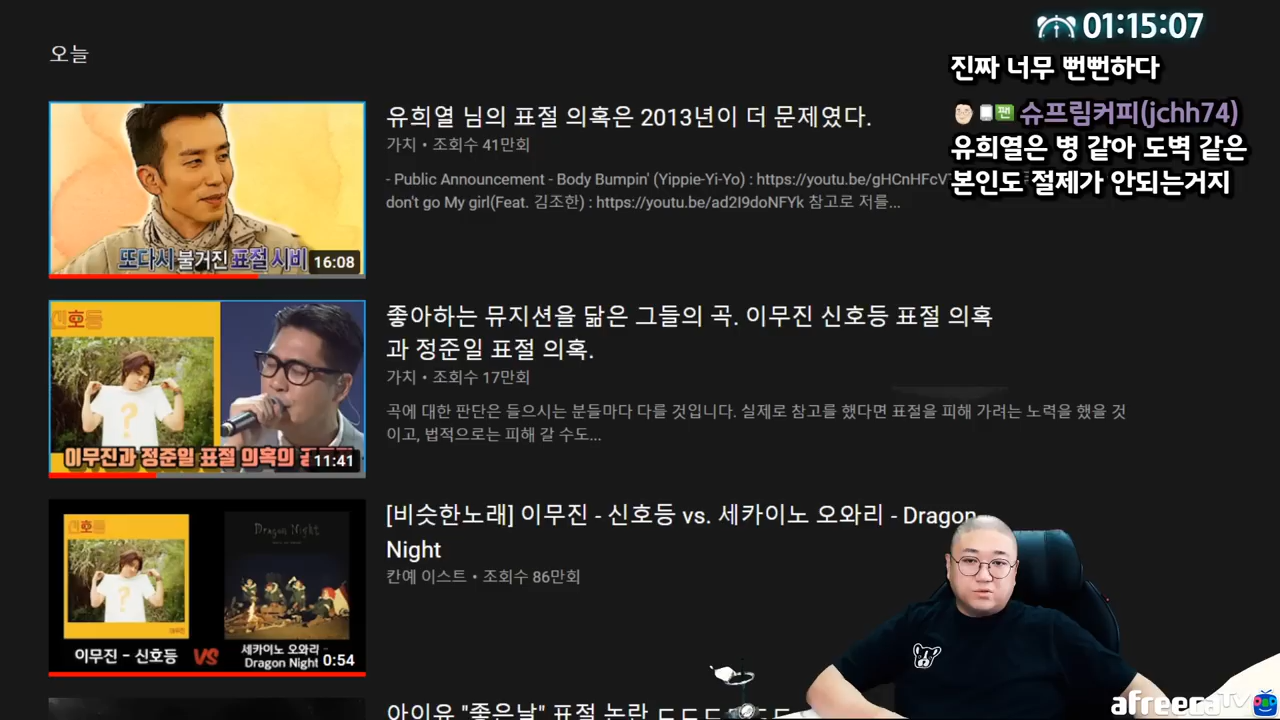 오늘
01:15:07
진짜 너무 뻔뻔하다
슈프림커피(jchh74)
유희열은 병 같아 도벽 같은
본인도 절제가 안되는거지
유희열 님의 표절 의혹은 2013년이 더 문제였다.
가치 • 조회수 41만회
- Public Announcement - Body Bumpin' (Yippie-Yi-Yo) : https://youtu.be/gHCnHFcV
don't go My girl(Feat. 김조한) : https://youtu.be/ad2I9doNFYk 참고로 저를...
또다시 불거진 표절 시비
16:08
좋아하는 뮤지션을 닮은 그들의 곡. 이무진 신호등 표절 의혹
과 정준일 표절 의혹.
가치 • 조회수 17만회
곡에 대한 판단은 들으시는 분들마다 다를 것입니다. 실제로 참고를 했다면 표절을 피해 가려는 노력을 했을 것
이고, 법적으로는 피해 갈 수도...
신호등
이무진과 정준일 표절 의혹의
11:41
[비슷한노래] 이무진 - 신호등 vs. 세카이노 오와리 - Dragon
Night
칸예 이스트 • 조회수 86만회
신호등
Dragon Night
이무진 - 신호등
VS
세카이노 오와리 -
Dragon Night
0:54
아이유 "좋은날" 표절 논란 ㄷㄷㄷ
afreecaTV